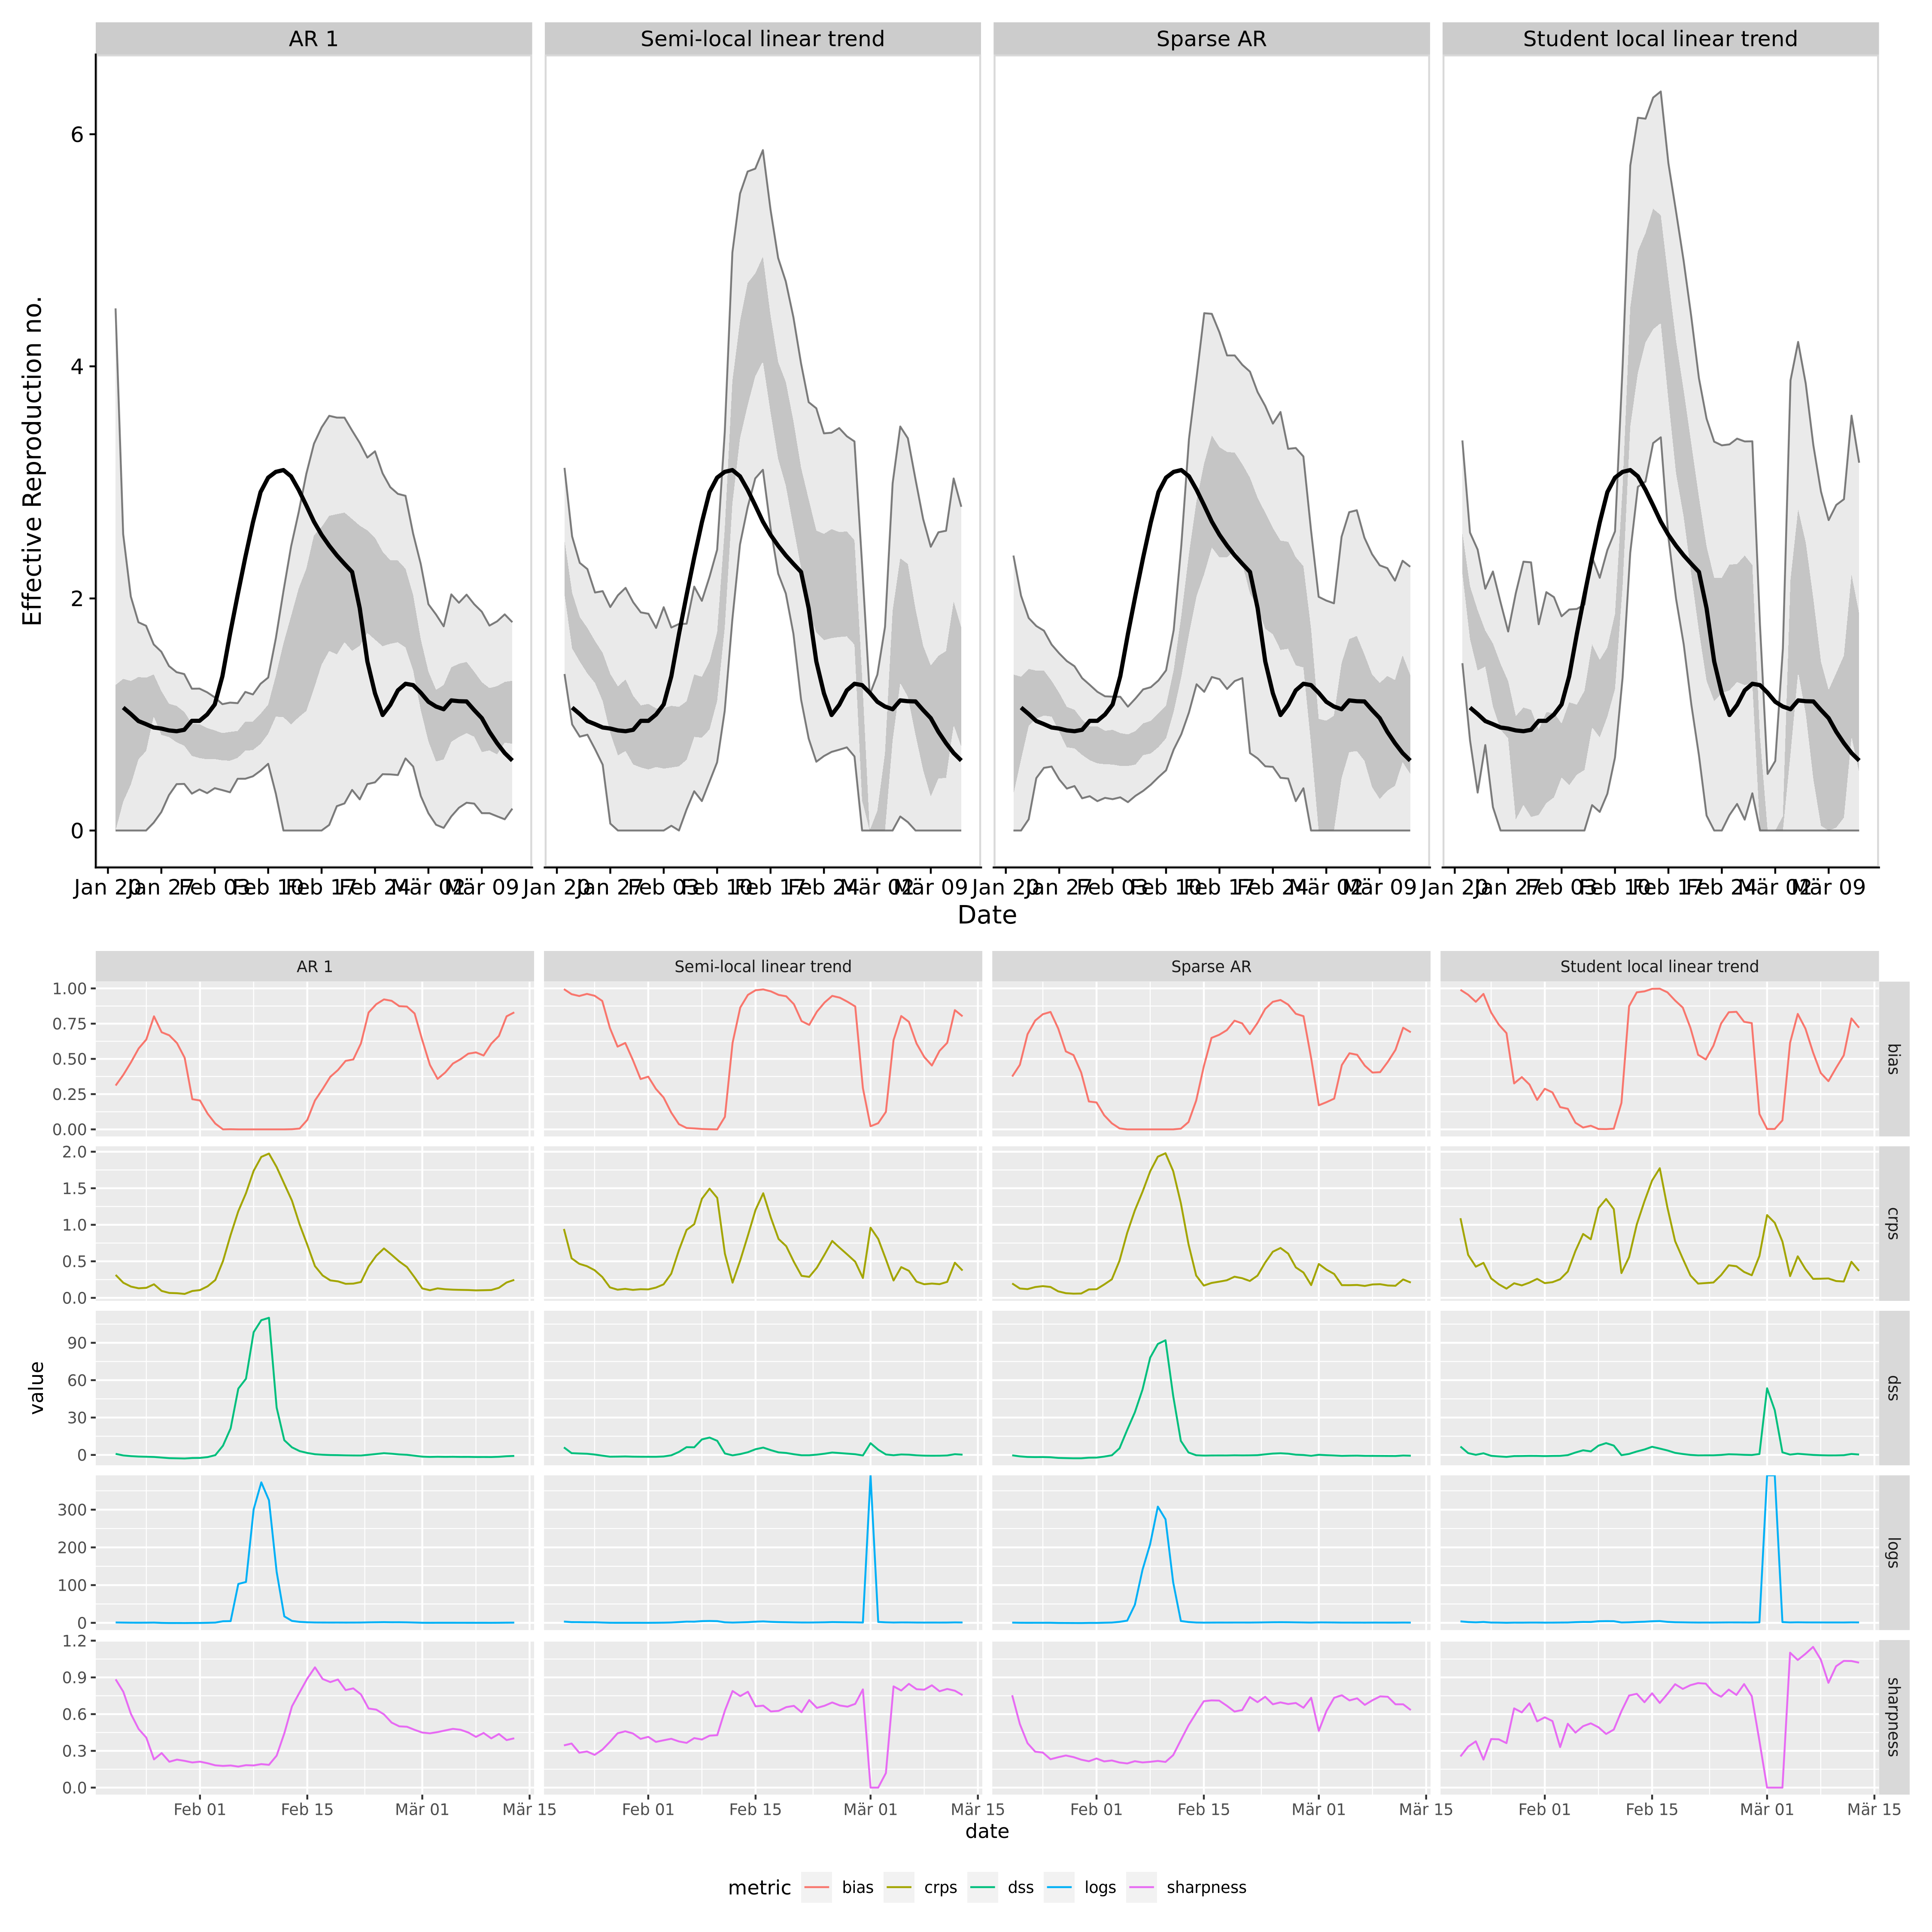 AR 1 Semi-local linear trend Sparse AR Student local linear trend
Effective Reproduction no.
6
4
2
0
Jan 20 Jan 27 Feb 03 Feb 10 Feb 17 Feb 24 Mär 02 Mär 09 Jan 20 Jan 27 Feb 03 Feb 10 Feb 17 Feb 24 Mär 02 Mär 09 Jan 20 Jan 27 Feb 03 Feb 10 Feb 17 Feb 24 Mär 02 Mär 09 Jan 20 Jan 27 Feb 03 Feb 10 Feb 17 Feb 24 Mär 02 Mär 09
Date
AR 1 Semi-local linear trend Sparse AR Student local linear trend
value
1.00
0.75
0.50
0.25
0.00
bias
2.0
1.5
1.0
0.5
0.0
crps
90
60
30
0
dss
300
200
100
0
logs
1.2
0.9
0.6
0.3
0.0
sharpness
Feb 01 Feb 15 Mär 01 Mär 15 Feb 01 Feb 15 Mär 01 Mär 15 Feb 01 Feb 15 Mär 01 Mär 15 Feb 01 Feb 15 Mär 01 Mär 15
date
metric bias crps dss logs sharpness